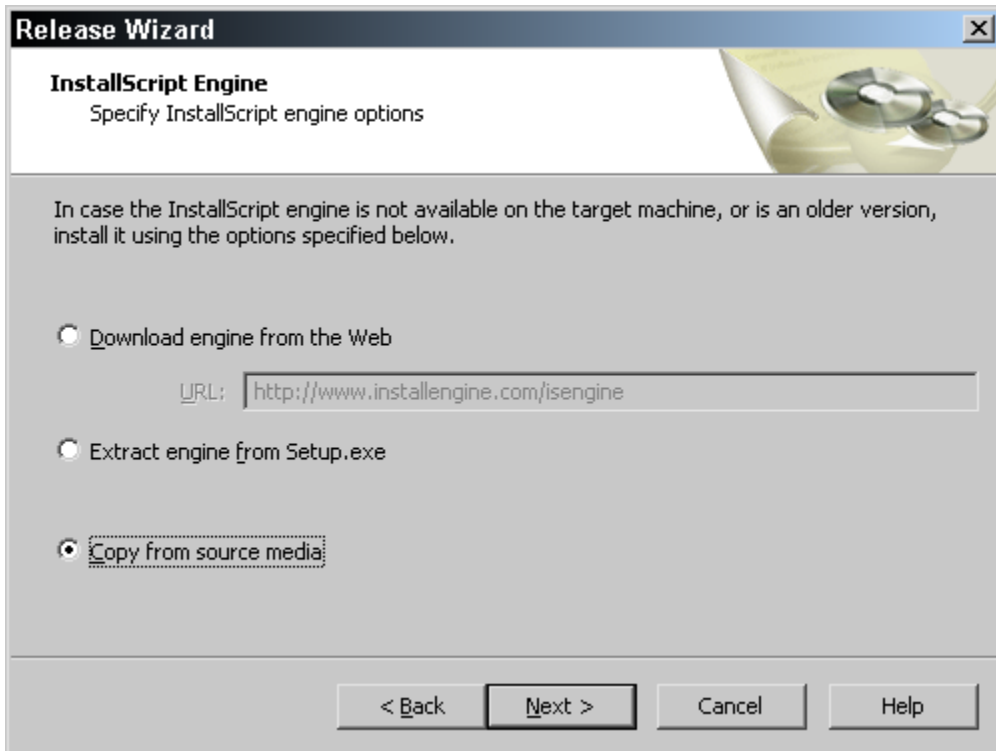 Release Wizard
InstallScript Engine
Specify InstallScript engine options
In case the InstallScript engine is not available on the target machine, or is an older version,
install it using the options specified below.
Download engine from the Web
URL: http://www.installengine.com/isengine
Extract engine from Setup.exe
Copy from source media
< Back Next > Cancel Help